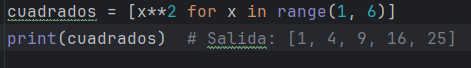 cuadrados = [x**2 for x in range(1, 6)]
print(cuadrados)  # Salida: [1, 4, 9, 16, 25]